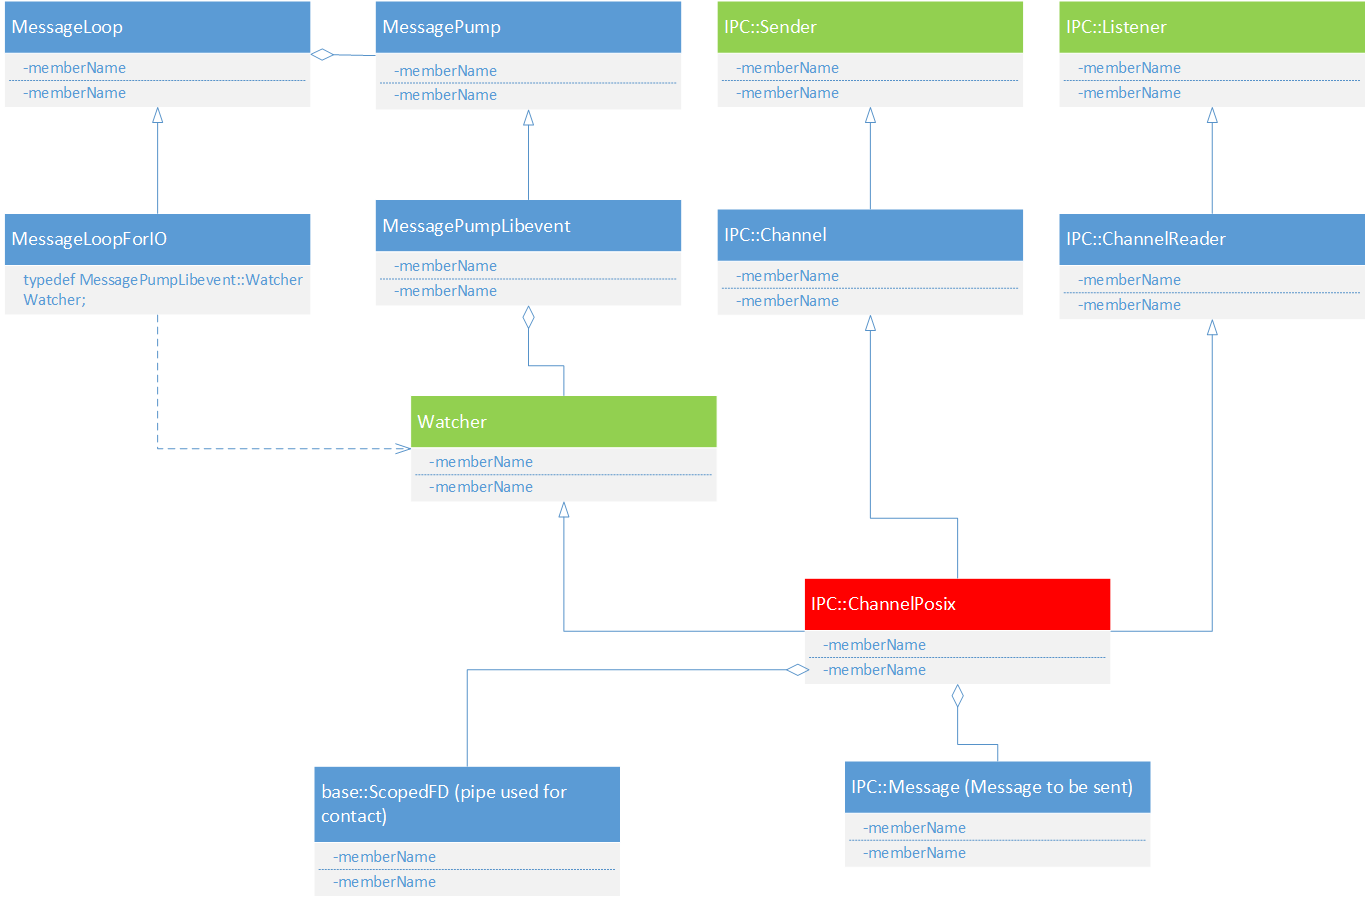 MessageLoop
-memberName
-memberName
MessagePump
-memberName
-memberName
IPC::Sender
-memberName
-memberName
IPC::Listener
-memberName
-memberName
MessageLoopForIO
typedef MessagePumpLibevent::Watcher
Watcher;
MessagePumpLibevent
-memberName
-memberName
IPC::Channel
-memberName
-memberName
IPC::ChannelReader
-memberName
-memberName
Watcher
-memberName
-memberName
IPC::ChannelPosix
-memberName
-memberName
base::ScopedFD (pipe used for
contact)
-memberName
-memberName
IPC::Message (Message to be sent)
-memberName
-memberName